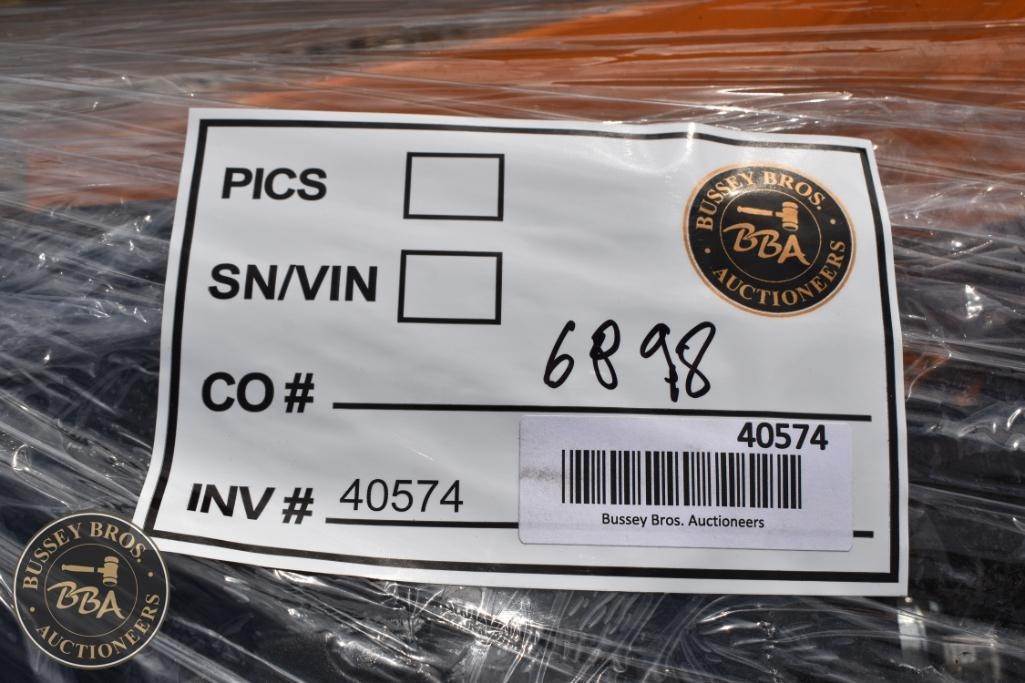 PICS
BUSSEY BROS.
BBA
AUCTIONEERS
SN/VIN
CO # 6898
INV # 40574
40574
Bussey Bros. Auctioneers
BUSSEY BROS.
BBA
AUCTIONEERS